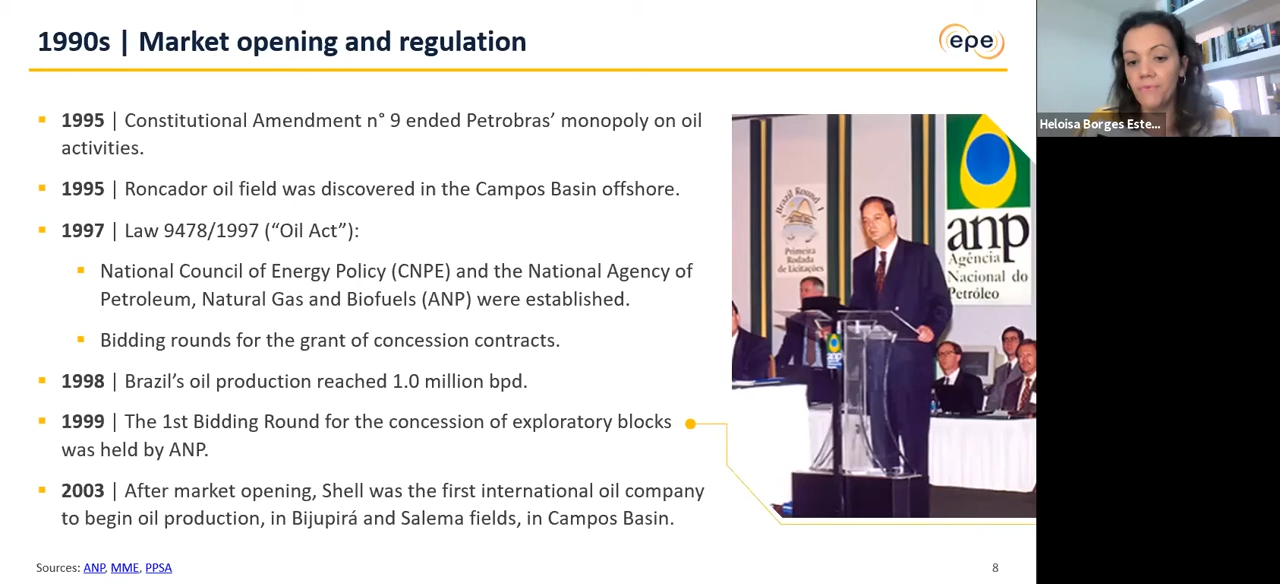 1990s | Market opening and regulation
epe
1995 | Constitutional Amendment n° 9 ended Petrobras’ monopoly on oil
activities.
1995 | Roncador oil field was discovered in the Campos Basin offshore.
1997 | Law 9478/1997 (“Oil Act”):
National Council of Energy Policy (CNPE) and the National Agency of
Petroleum, Natural Gas and Biofuels (ANP) were established.
Bidding rounds for the grant of concession contracts.
1998 | Brazil’s oil production reached 1.0 million bpd.
1999 | The 1st Bidding Round for the concession of exploratory blocks
was held by ANP.
2003 | After market opening, Shell was the first international oil company
to begin oil production, in Bijupirá and Salema fields, in Campos Basin.
Brazil Round 1
Primeira
Rodada
de Licitações
anp
Agência
Nacional do
Petróleo
anp
Sources: ANP, MME, PPSA
8
Heloisa Borges Este...